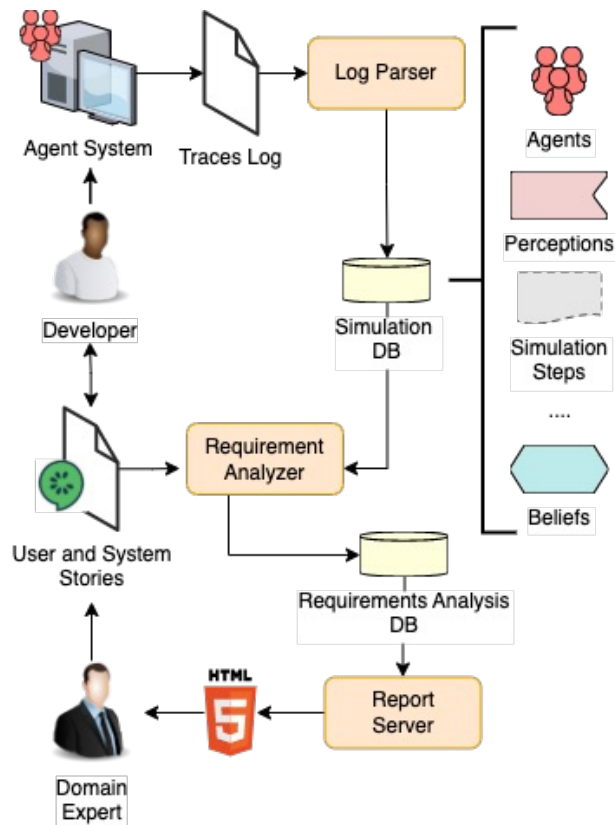 Agent System
Traces Log
Log Parser
Agents
Perceptions
Simulation
Steps
....
Beliefs
Developer
Simulation
DB
Requirement
Analyzer
User and System
Stories
Requirements Analysis
DB
HTML
5
Report
Server
Domain
Expert